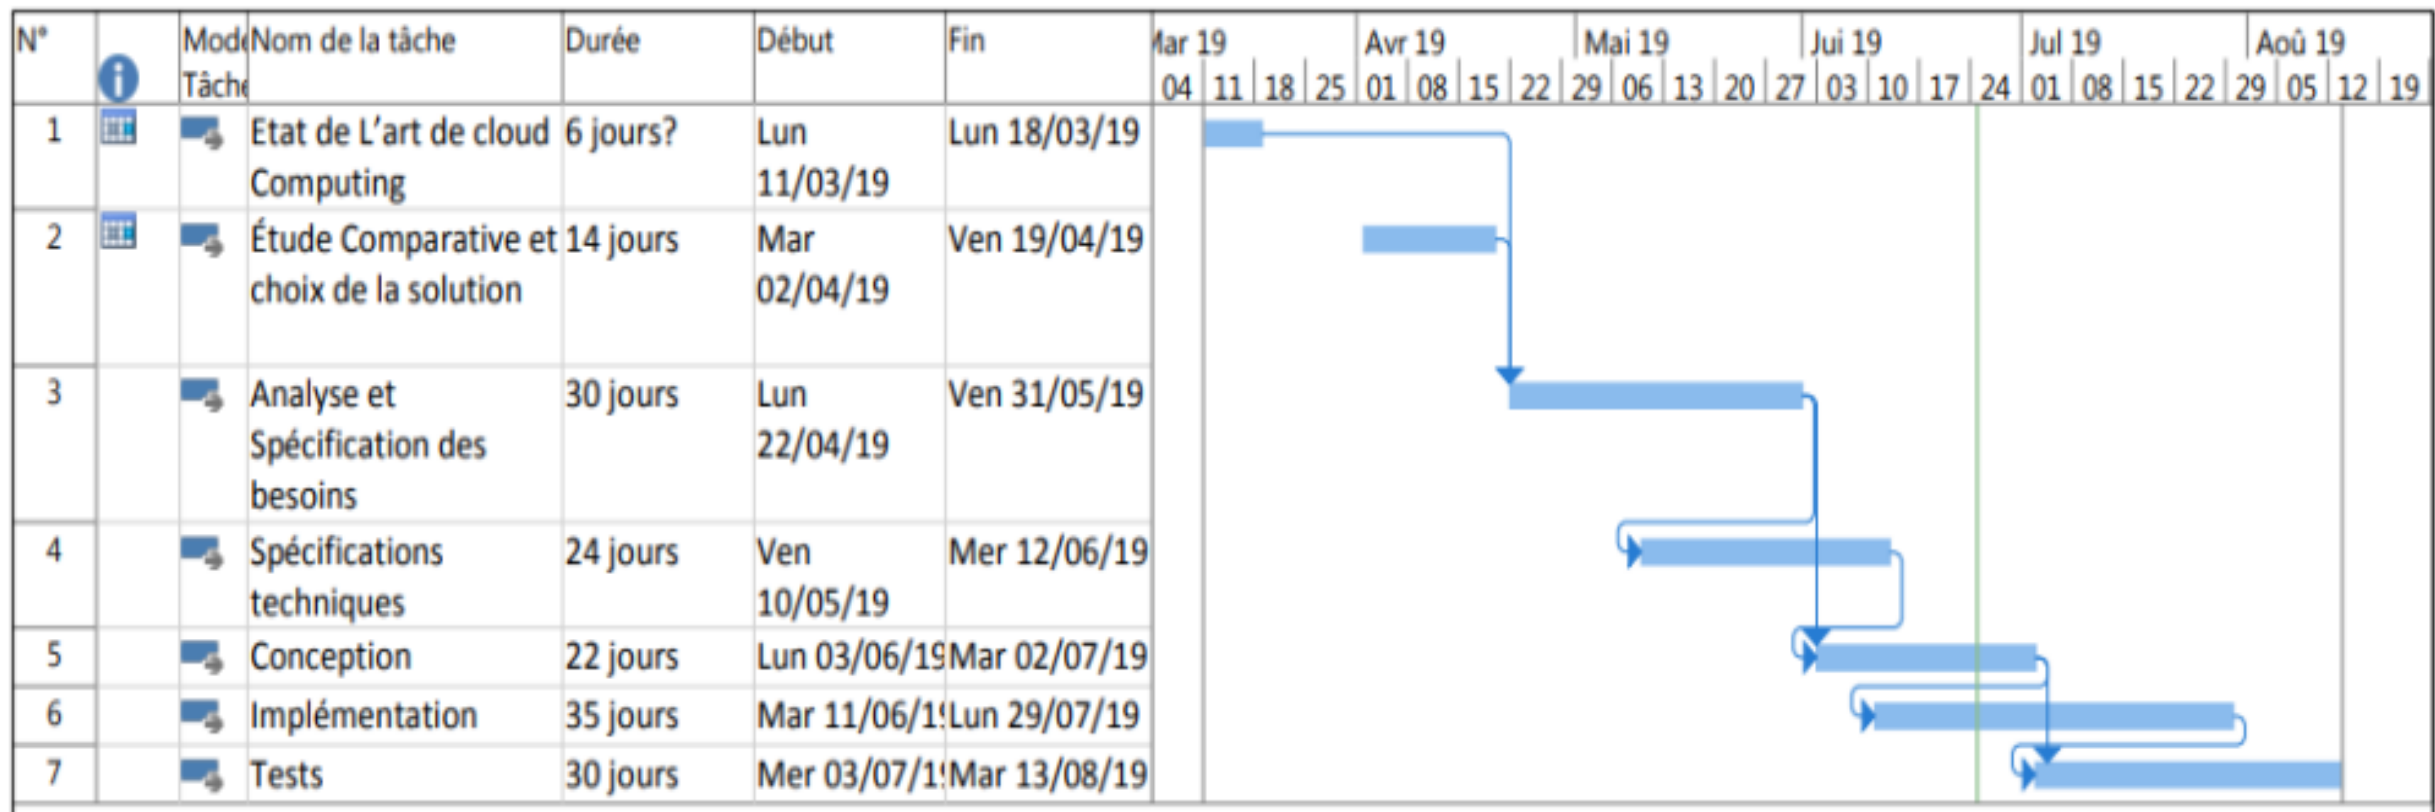 N° Mode Nom de la tâche Durée Début Fin Mar 19 Avr 19 Mai 19 Jui 19 Jul 19 Aoû 19
Tâche 04 11 18 25 01 08 15 22 29 06 13 20 27 03 10 17 24 01 08 15 22 29 05 12 19
1 Etat de L'art de cloud 6 jours? Lun Lun 18/03/19
Computing 11/03/19
2 Étude Comparative et 14 jours Mar Ven 19/04/19
choix de la solution 02/04/19
3 Analyse et 30 jours Lun Ven 31/05/19
Spécification des 22/04/19
besoins
4 Spécifications 24 jours Ven Mer 12/06/19
techniques 10/05/19
5 Conception 22 jours Lun 03/06/19 Mar 02/07/19
6 Implémentation 35 jours Mar 11/06/19 Lun 29/07/19
7 Tests 30 jours Mer 03/07/19 Mar 13/08/19